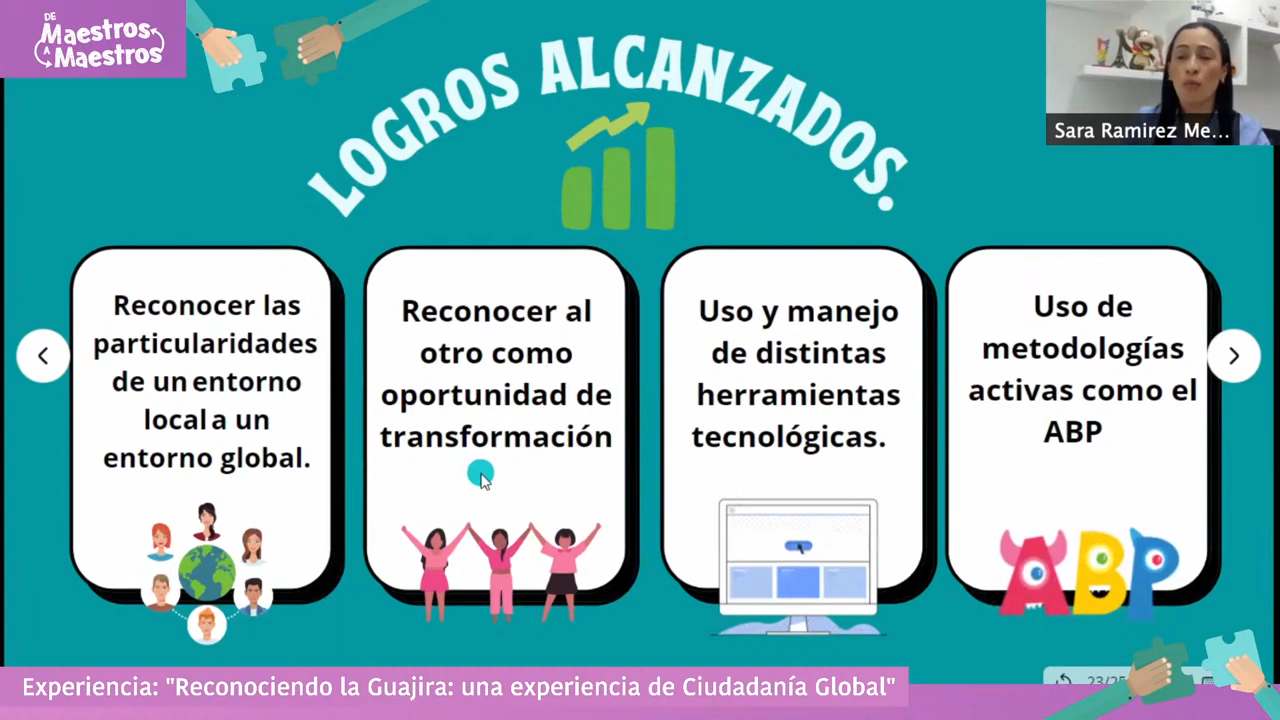 DE
Maestros
A
Maestros
LOGROS ALCANZADOS.
Sara Ramirez Me...
Reconocer las
particularidades
de un entorno
local a un
entorno global.
Reconocer al
otro como
oportunidad de
transformación
Uso y manejo
de distintas
herramientas
tecnológicas.
Uso de
metodologías
activas como el
ABP
ABP
Experiencia: "Reconociendo la Guajira: una experiencia de Ciudadanía Global"